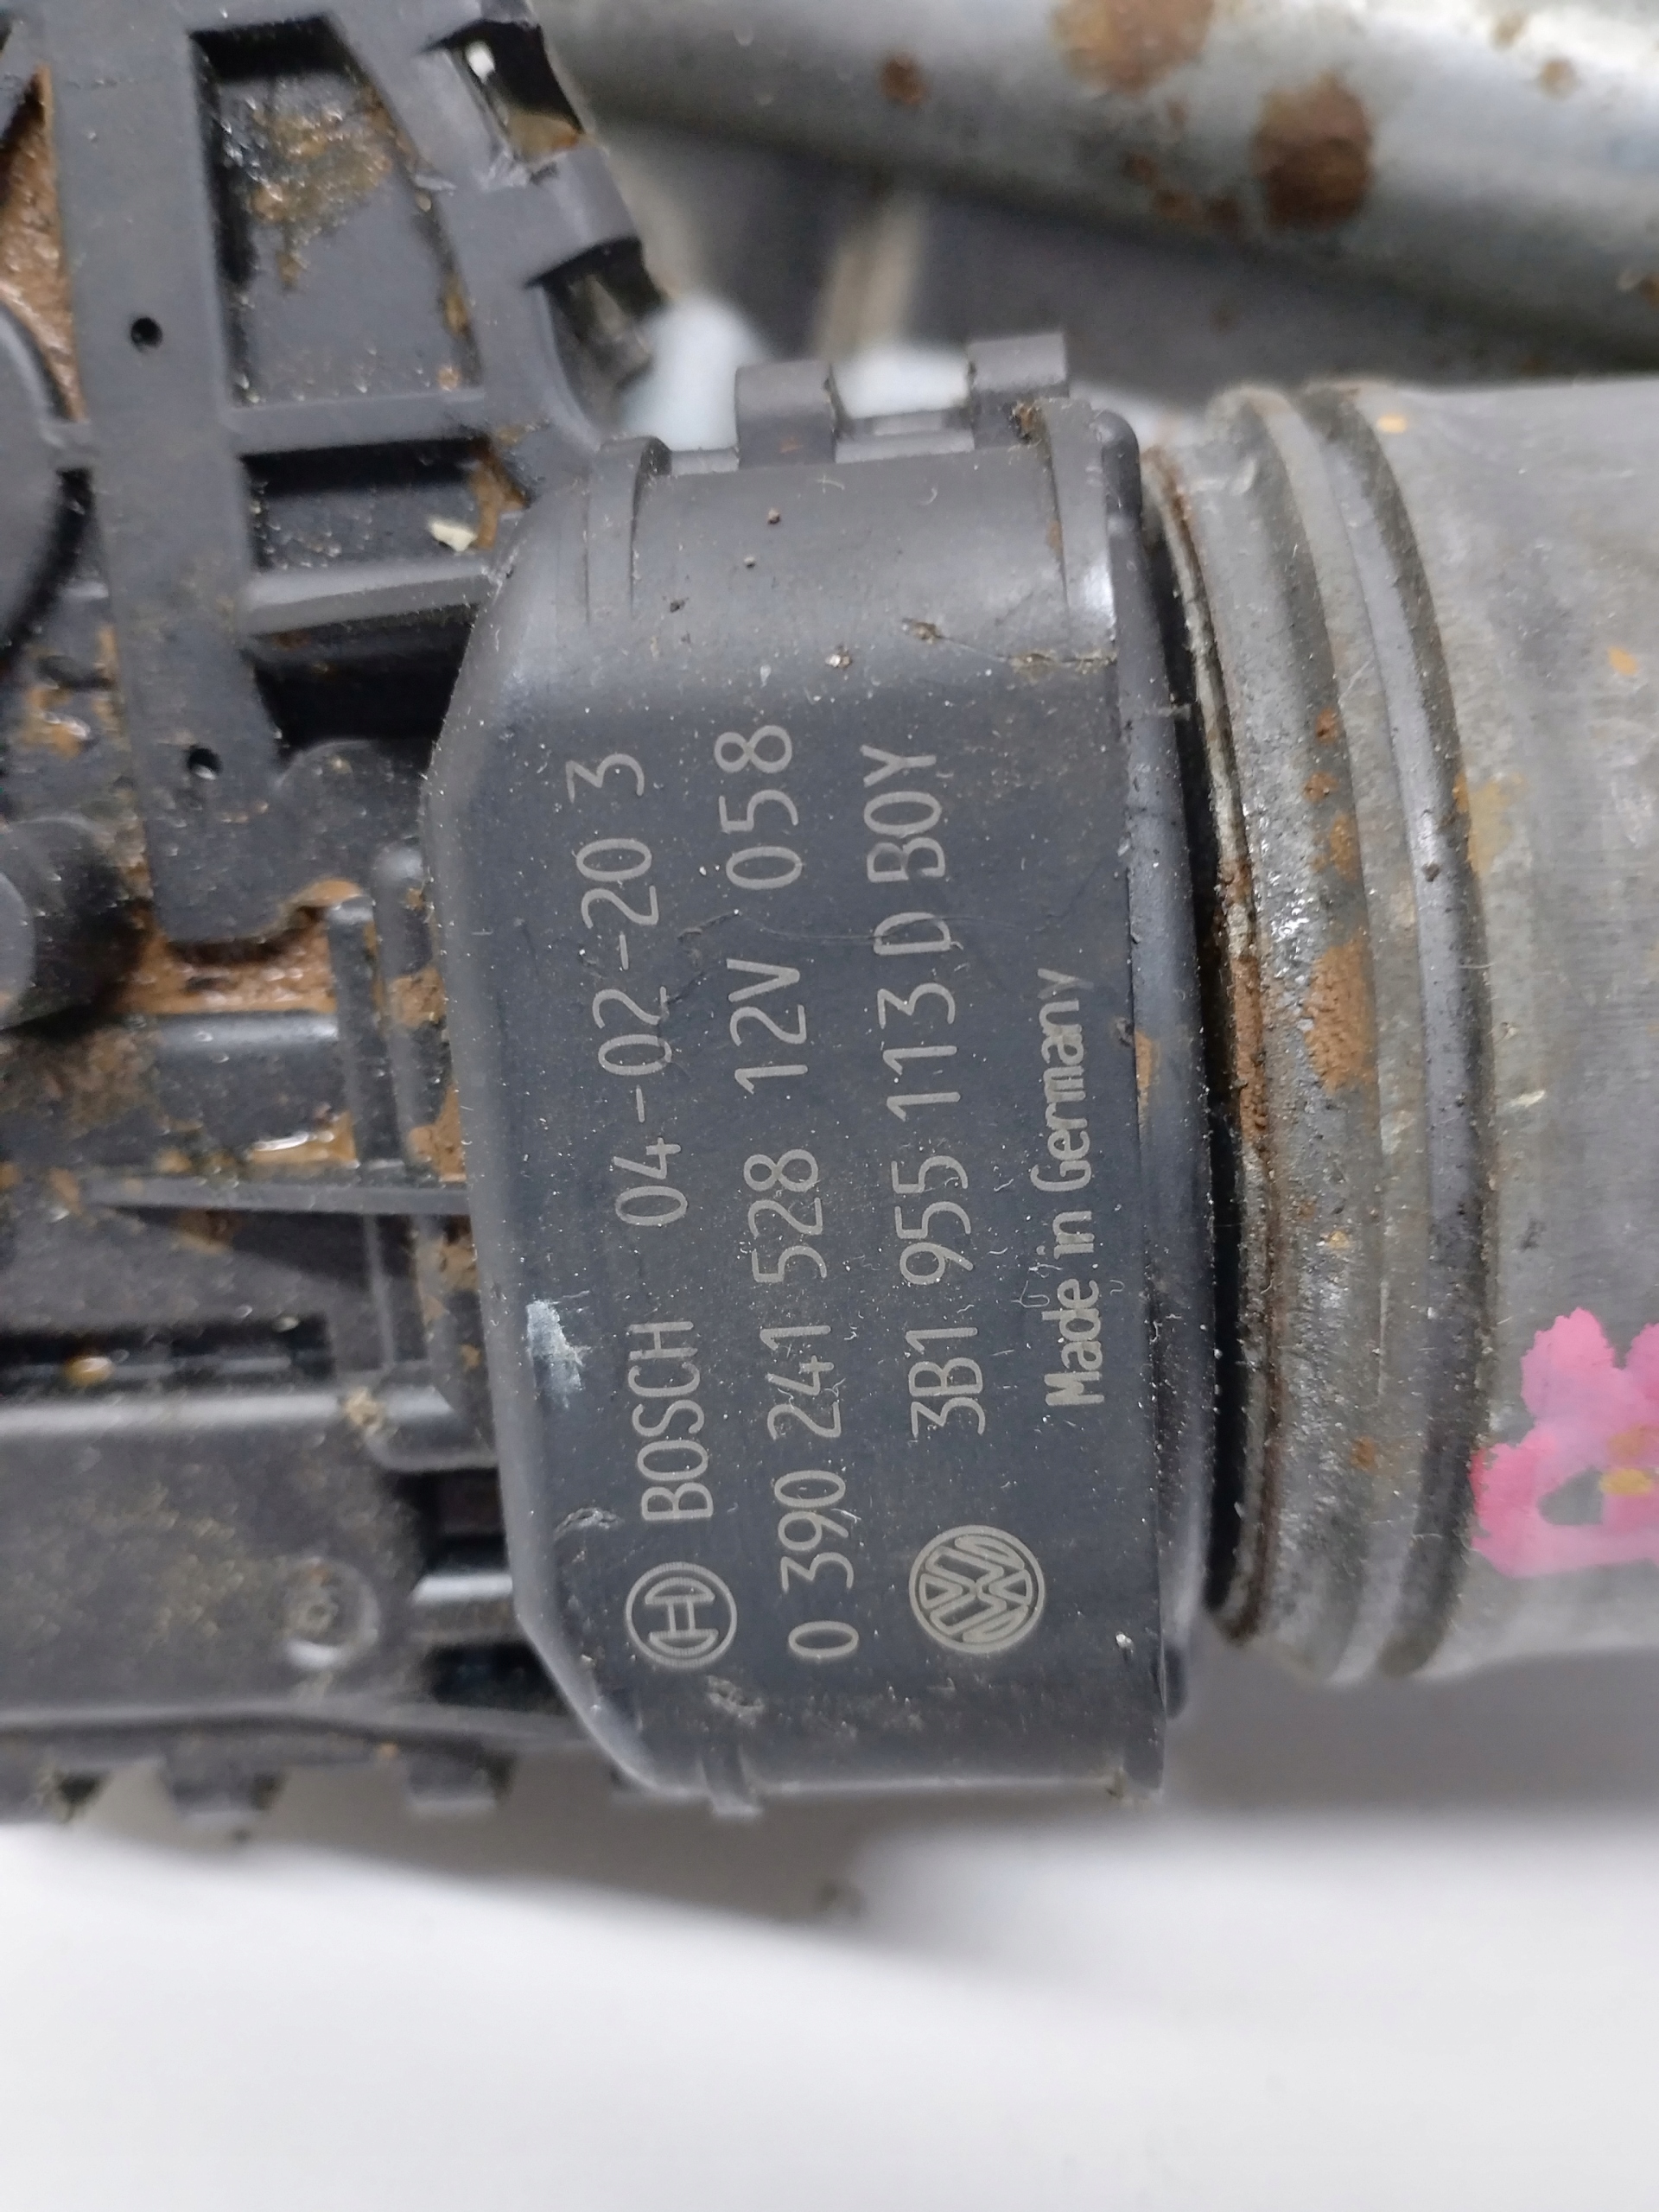 BOSCH 04-02-20 3
0 390 241 528 12V 058
3B1 955 113 D B0Y
Made in Germany